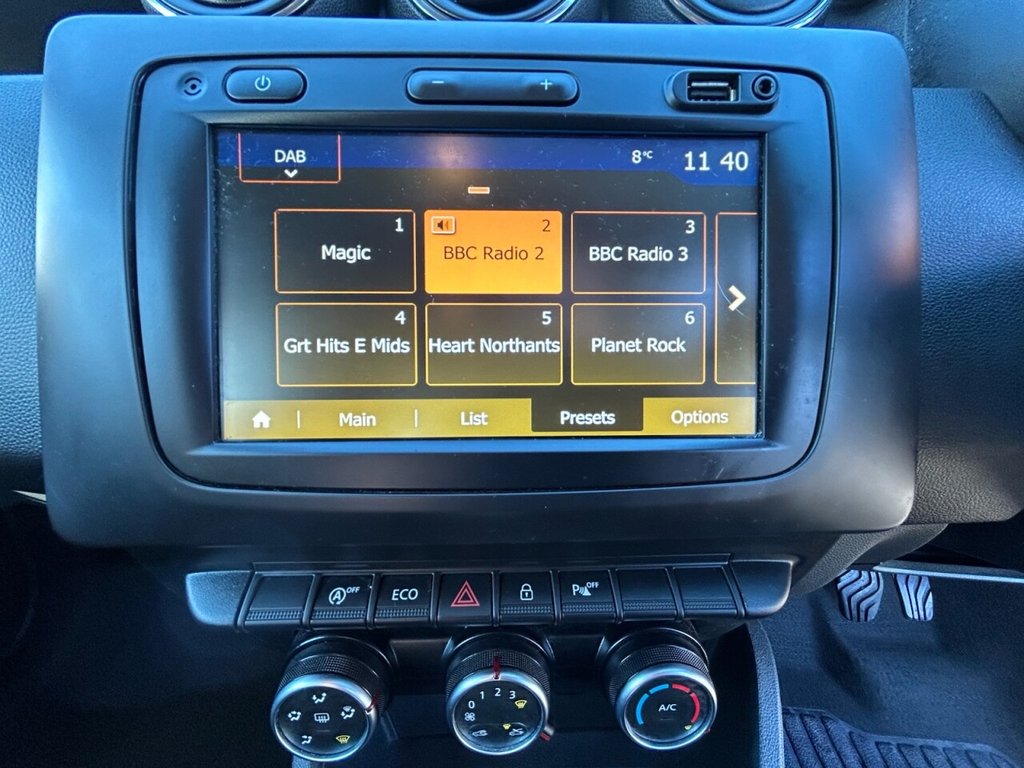 − +
DAB
8°C 11 40
1 2 3
Magic BBC Radio 2 BBC Radio 3
4 5 6
Grt Hits E Mids Heart Northants Planet Rock
Main List Presets Options
A OFF ECO P OFF
0 1 2 3
A/C